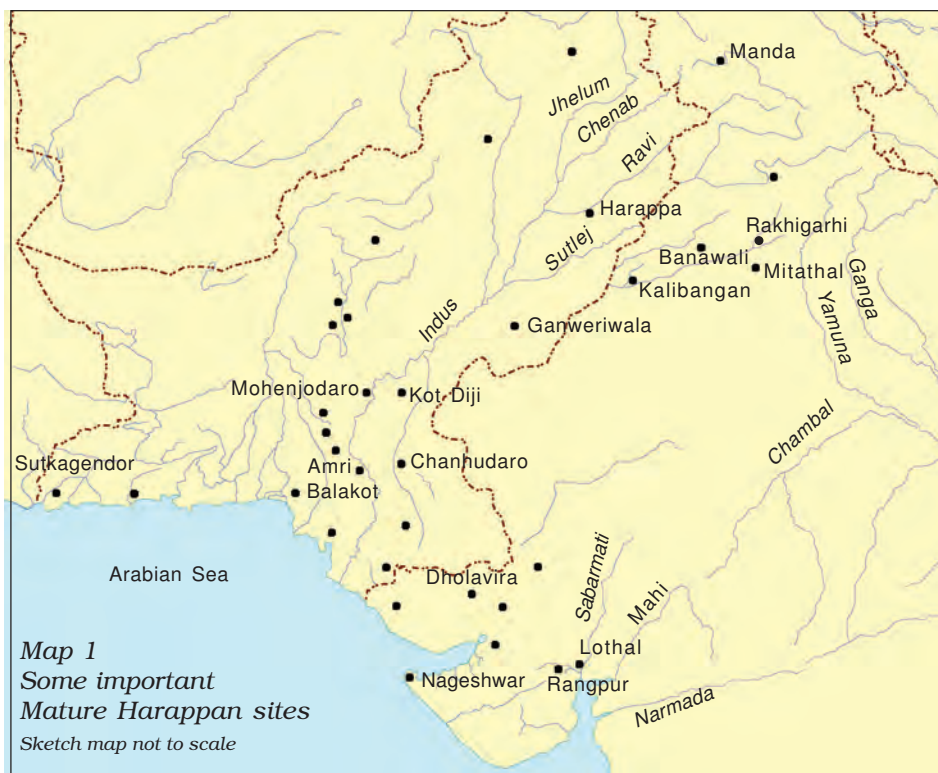 Manda
Jhelum
Chenab
Ravi
Harappa
Rakhigarhi
Sutlej
Banawali
Mitathal
Ganga
Kalibangan
Yamuna
Indus
Ganweriwala
Mohenjodaro
Kot Diji
Chambal
Sutkagendor
Amri
Chanhudaro
Balakot
Arabian Sea
Dholavira
Sabarmati
Mahi
Lothal
Nageshwar
Rangpur
Narmada
Map 1
Some important
Mature Harappan sites
Sketch map not to scale